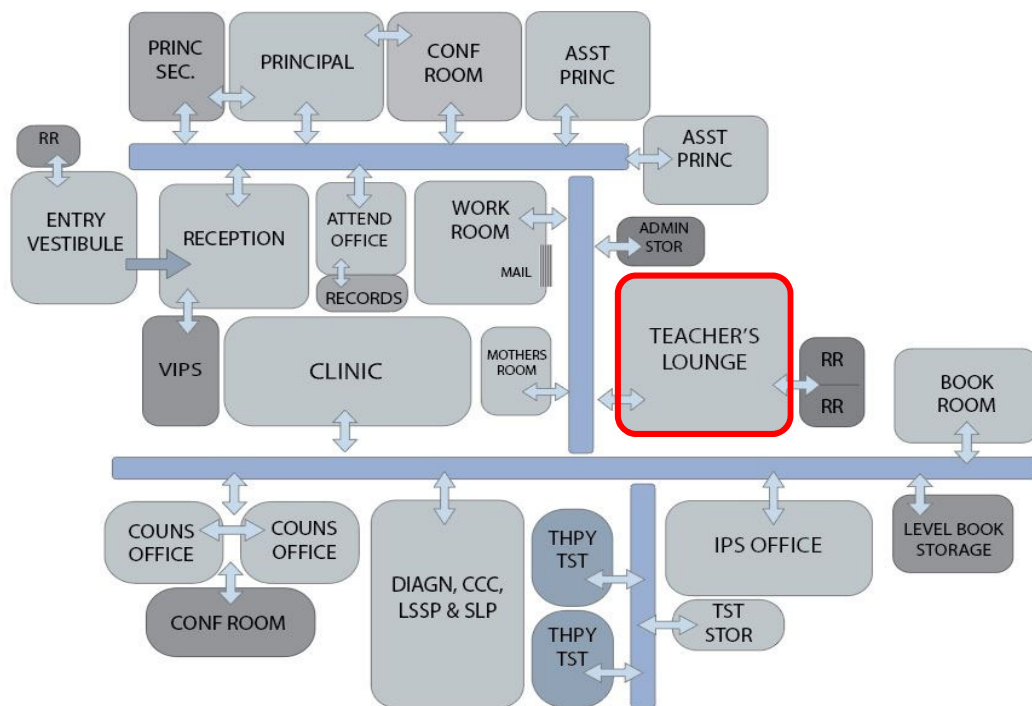 PRINC
SEC.
PRINCIPAL
CONF
ROOM
ASST
PRINC
ASST
PRINC
RR
ENTRY
VESTIBULE
RECEPTION
ATTEND
OFFICE
RECORDS
WORK
ROOM
MAIL
ADMIN
STOR
VIPS
CLINIC
MOTHERS
ROOM
TEACHER'S
LOUNGE
RR
RR
BOOK
ROOM
COUNS
OFFICE
COUNS
OFFICE
CONF ROOM
DIAGN, CCC,
LSSP & SLP
THPY
TST
THPY
TST
IPS OFFICE
TST
STOR
LEVEL BOOK
STORAGE